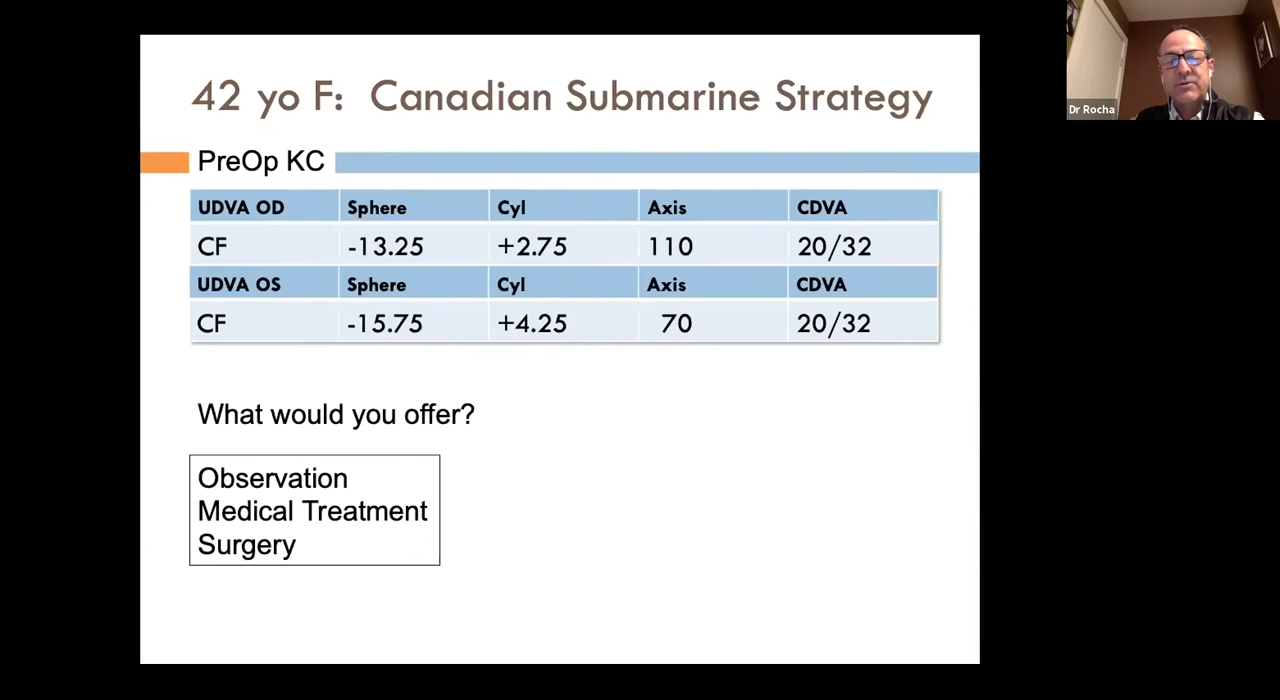 42 yo F: Canadian Submarine Strategy
Dr Rocha
PreOp KC
UDVA OD Sphere Cyl Axis CDVA
CF -13.25 +2.75 110 20/32
UDVA OS Sphere Cyl Axis CDVA
CF -15.75 +4.25 70 20/32
What would you offer?
Observation
Medical Treatment
Surgery